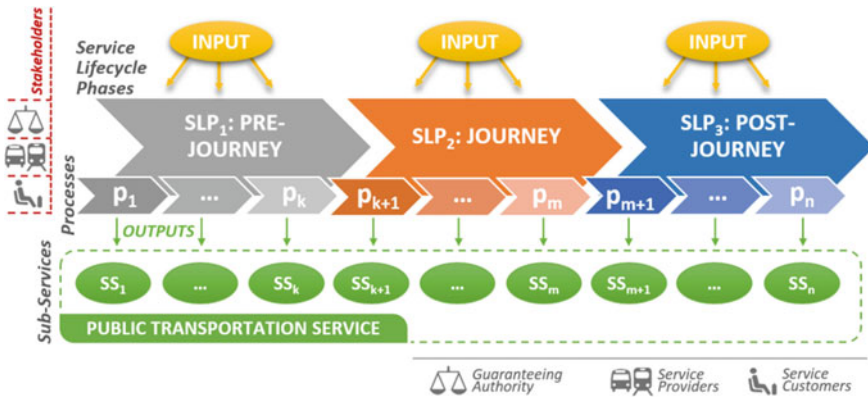 Stakeholders
Service
Lifecycle
Phases
INPUT
INPUT
INPUT
SLP₁: PRE-
JOURNEY
SLP₂: JOURNEY
SLP₃: POST-
JOURNEY
Processes
p₁
...
pₖ
pₖ₊₁
...
pₘ
pₘ₊₁
...
pₙ
OUTPUTS
Sub-Services
SS₁
...
SSₖ
SSₖ₊₁
...
SSₘ
SSₘ₊₁
...
SSₙ
PUBLIC TRANSPORTATION SERVICE
Guaranteeing
Authority
Service
Providers
Service
Customers